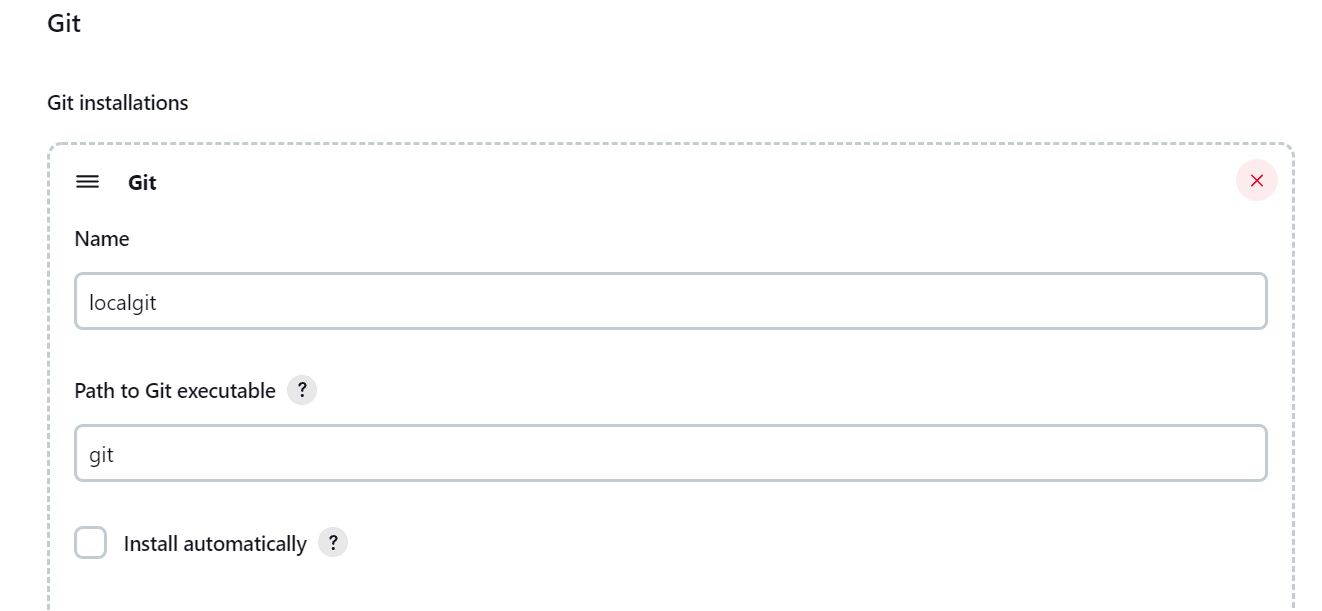 Git
Git installations
Git
Name
localgit
Path to Git executable ?
git
Install automatically ?